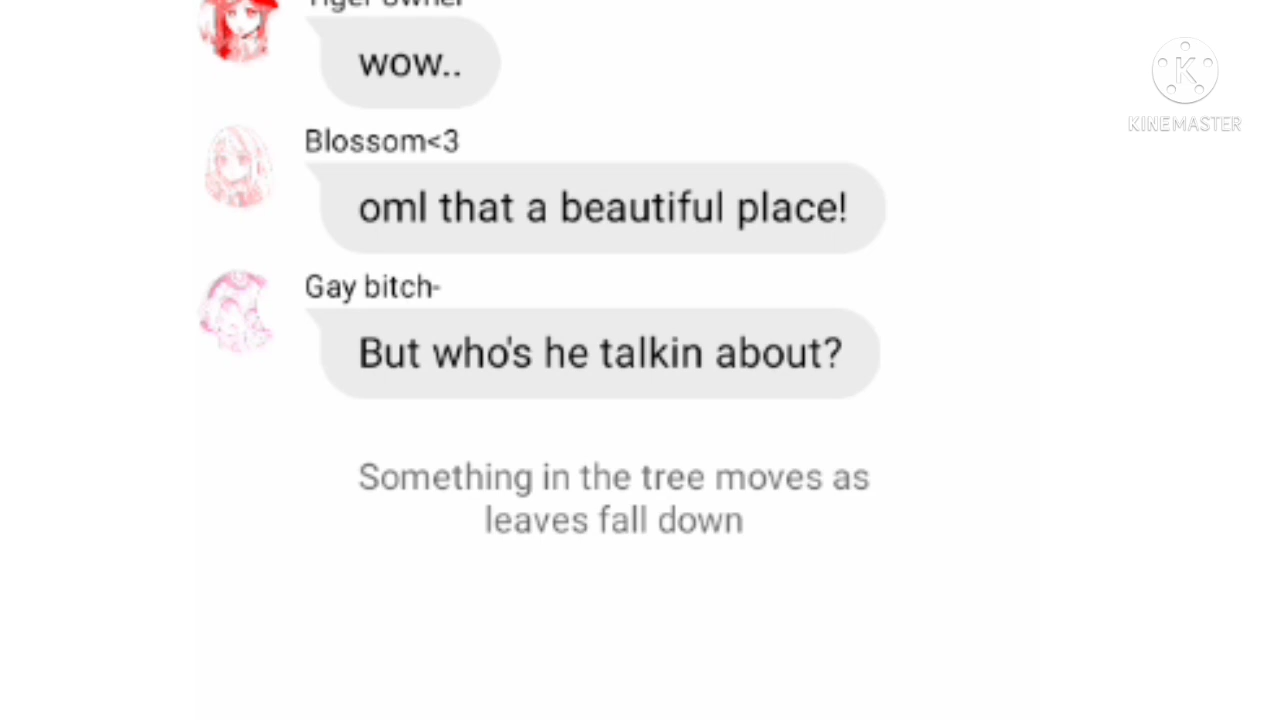 Tiger owner
wow..
Blossom<3
oml that a beautiful place!
Gay bitch-
But who's he talkin about?
Something in the tree moves as
leaves fall down
K
KINEMASTER